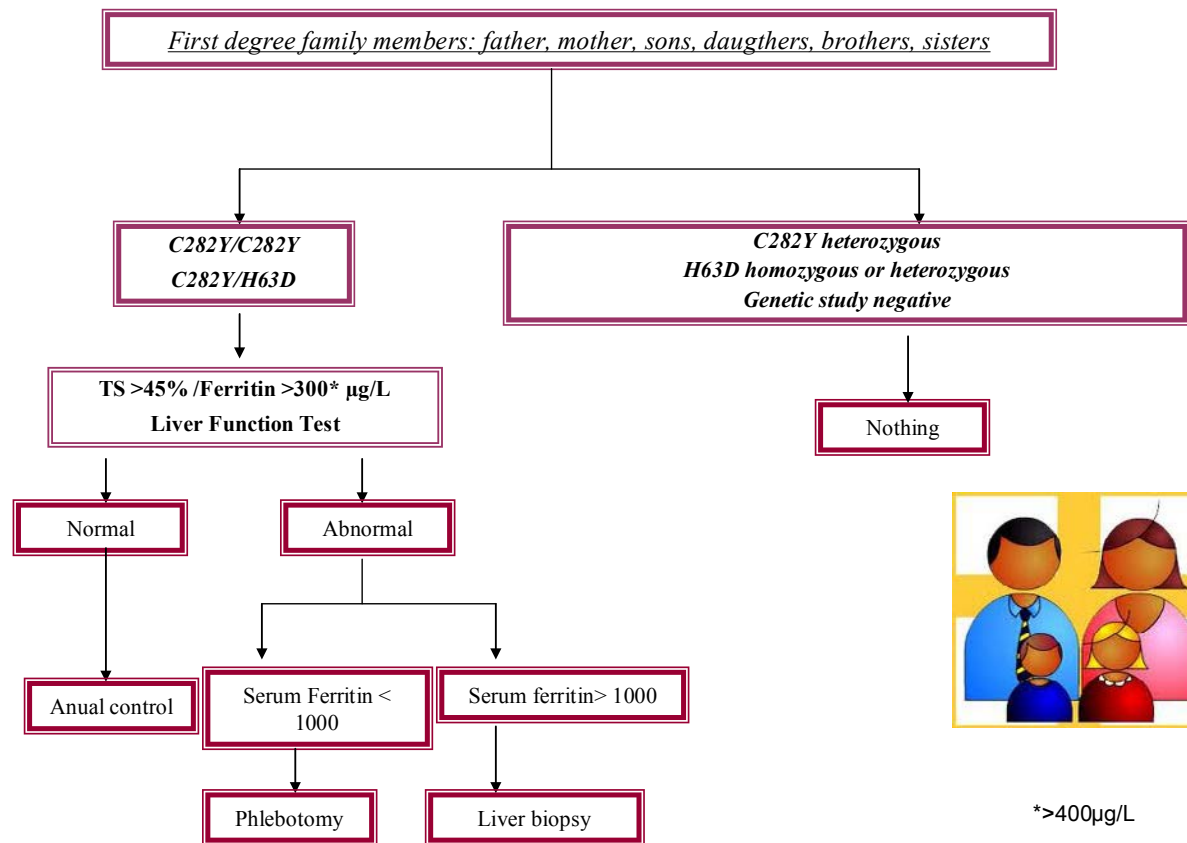 First degree family members: father, mother, sons, daugthers, brothers, sisters
C282Y/C282Y
C282Y/H63D
C282Y heterozygous
H63D homozygous or heterozygous
Genetic study negative
TS >45% /Ferritin >300* µg/L
Liver Function Test
Nothing
Normal
Abnormal
Anual control
Serum Ferritin <
1000
Serum ferritin> 1000
Phlebotomy
Liver biopsy
*>400µg/L